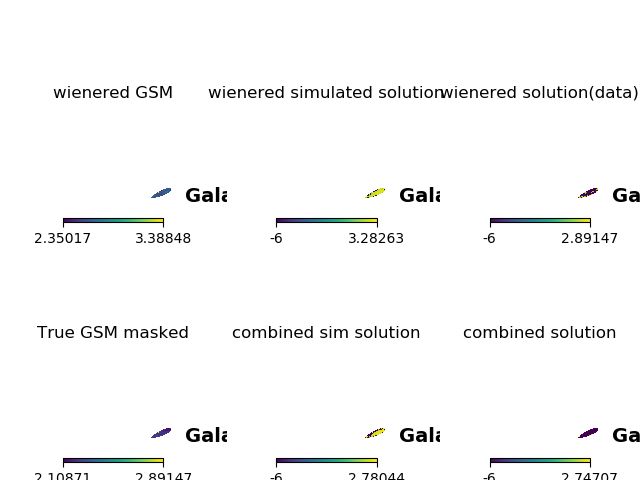 wienered GSM wienered simulated solution wienered solution(data)
Gala Gala Ga
2.35017 3.38848 -6 3.28263 -6 2.89147
True GSM masked combined sim solution combined solution
Gala Gala Ga
2.10871 2.89147 -6 2.78044 -6 2.74707